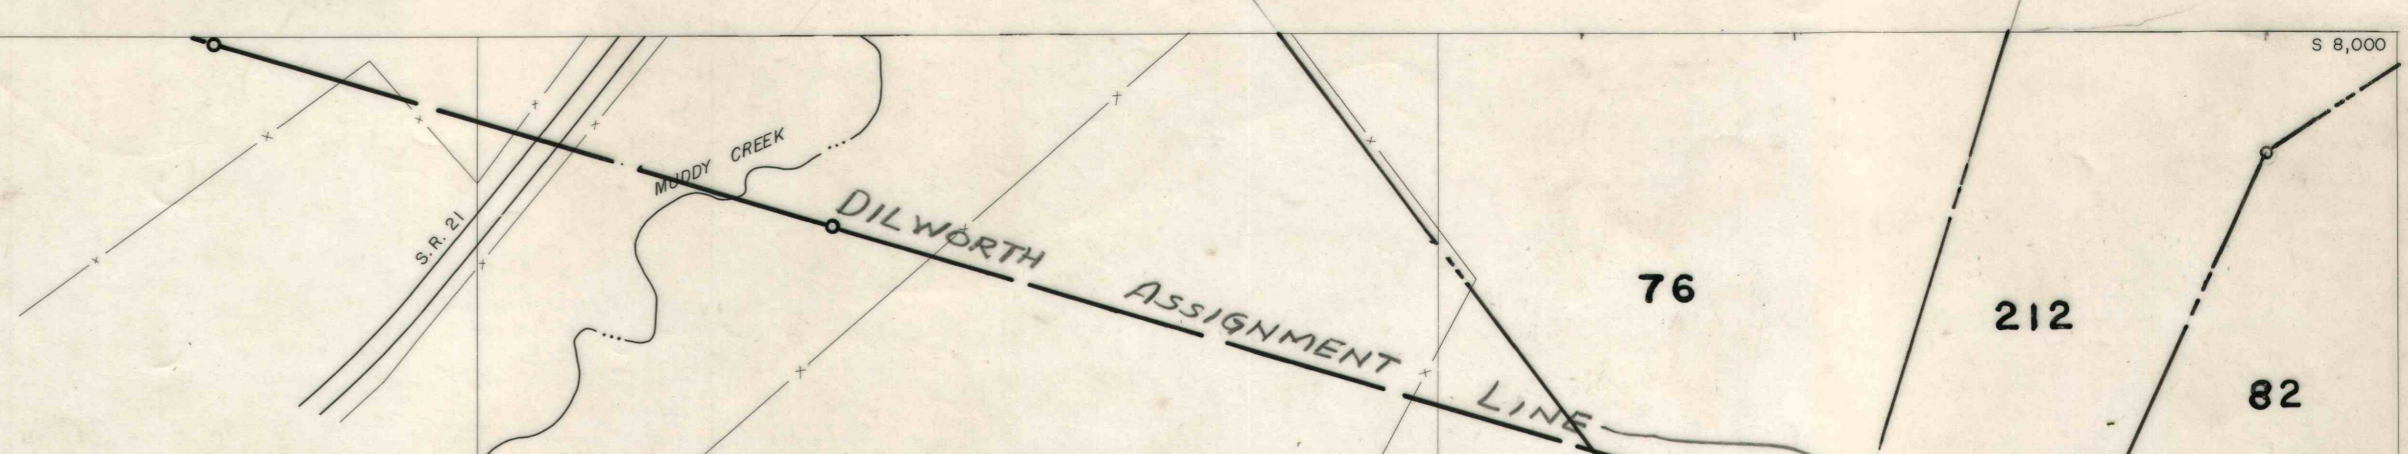 S 8,000
MUDDY CREEK
S.R. 21
DILWORTH ASSIGNMENT LINE
76
212
82